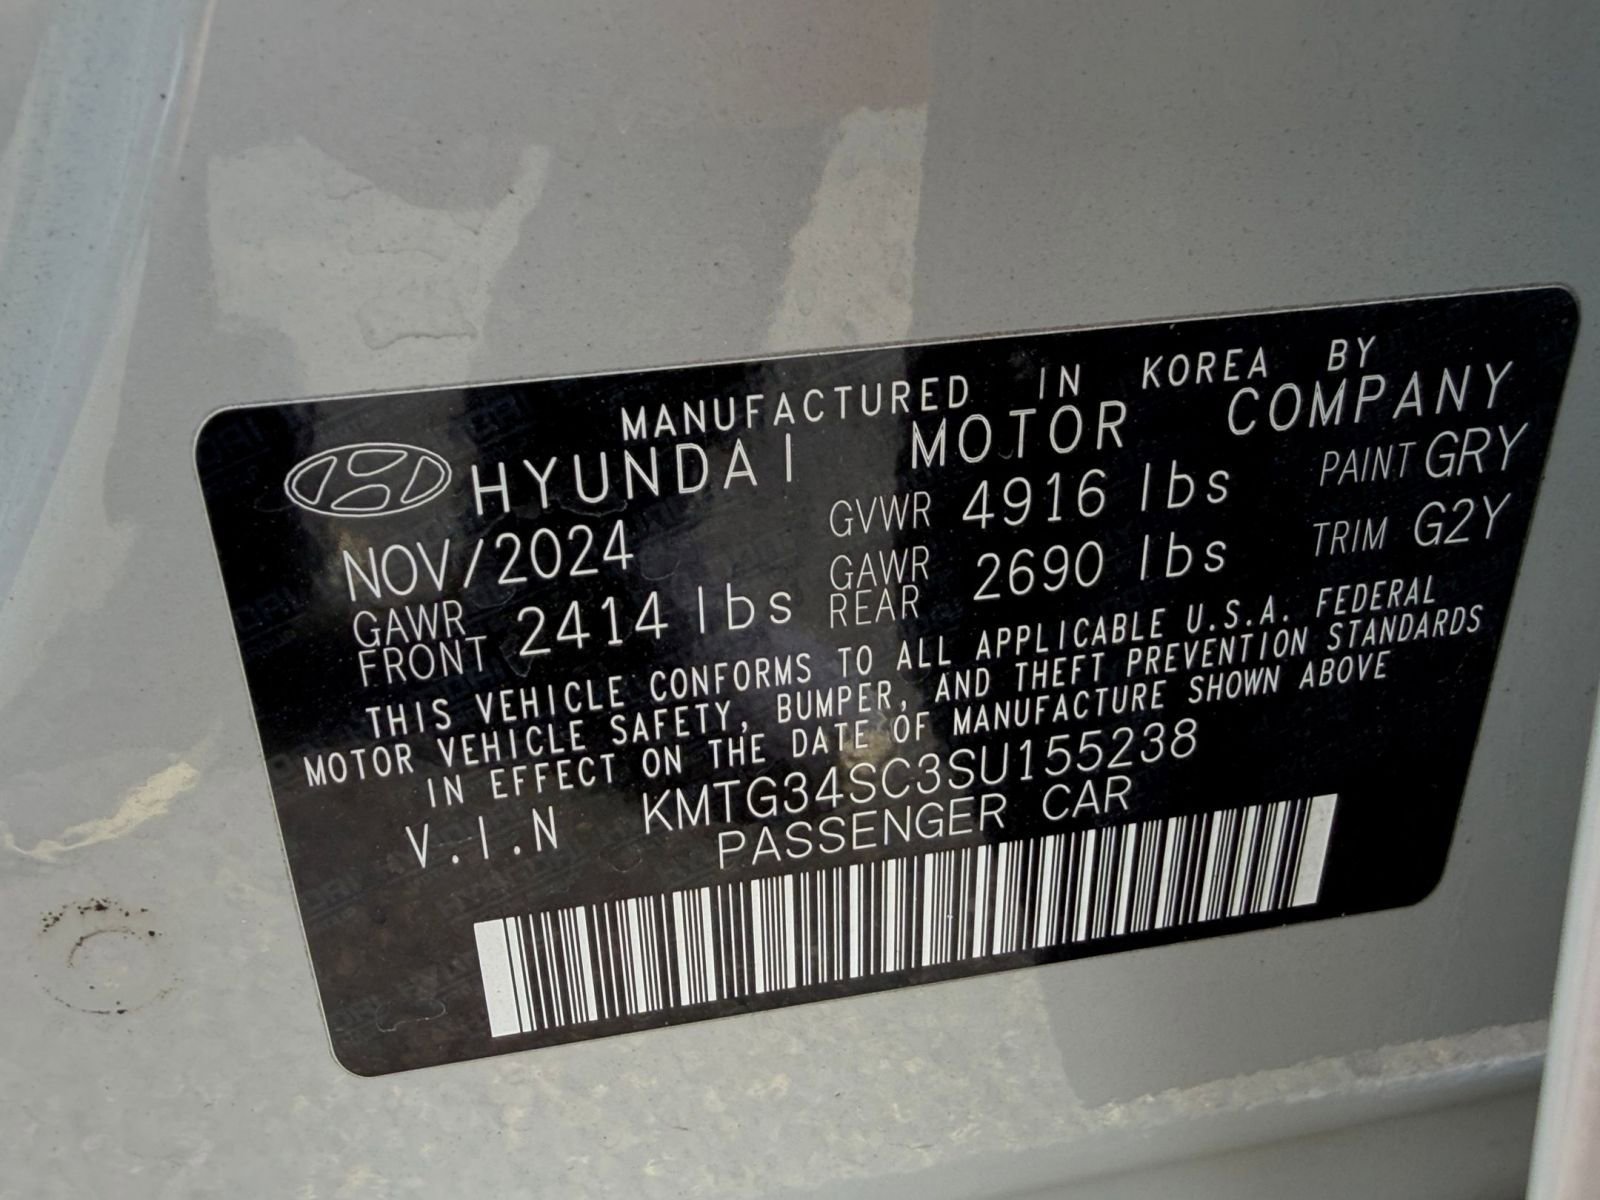 MANUFACTURED IN KOREA BY
HYUNDAI MOTOR COMPANY
NOV/2024 GVWR 4916 lbs PAINT GRY
GAWR FRONT 2414 lbs GAWR REAR 2690 lbs TRIM G2Y
THIS VEHICLE CONFORMS TO ALL APPLICABLE U.S.A. FEDERAL
MOTOR VEHICLE SAFETY, BUMPER, AND THEFT PREVENTION STANDARDS
IN EFFECT ON THE DATE OF MANUFACTURE SHOWN ABOVE
V.I.N KMTG34SC3SU155238
PASSENGER CAR